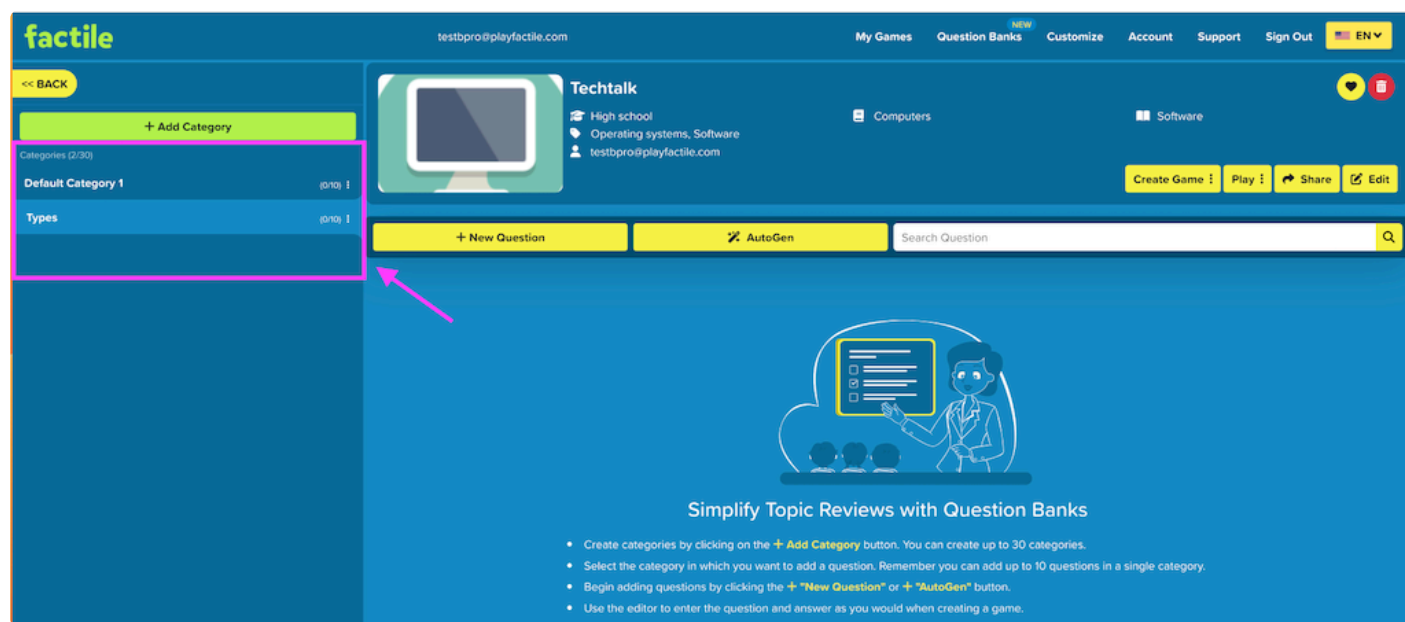 factile
testbpro@playfactile.com
My Games
NEW
Question Banks
Customize
Account
Support
Sign Out
EN
<< BACK
+ Add Category
Categories (2/30)
Default Category 1
(0/10)
Types
(0/10)
Techtalk
High school
Computers
Software
Operating systems, Software
testbpro@playfactile.com
Create Game
Play
Share
Edit
+ New Question
AutoGen
Search Question
Simplify Topic Reviews with Question Banks
• Create categories by clicking on the + Add Category button. You can create up to 30 categories.
• Select the category in which you want to add a question. Remember you can add up to 10 questions in a single category.
• Begin adding questions by clicking the + "New Question" or + "AutoGen" button.
• Use the editor to enter the question and answer as you would when creating a game.